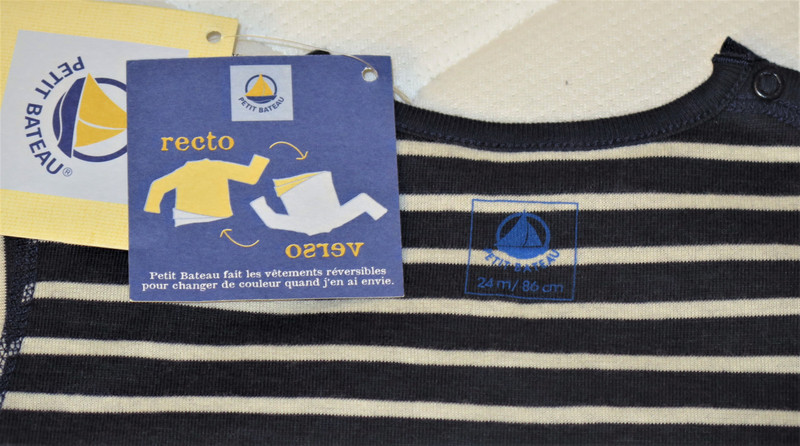 PETIT BATEAU®
PETIT BATEAU
recto
verso
Petit Bateau fait les vêtements réversibles
pour changer de couleur quand j'en ai envie.
PETIT BATEAU
24 m / 86 cm